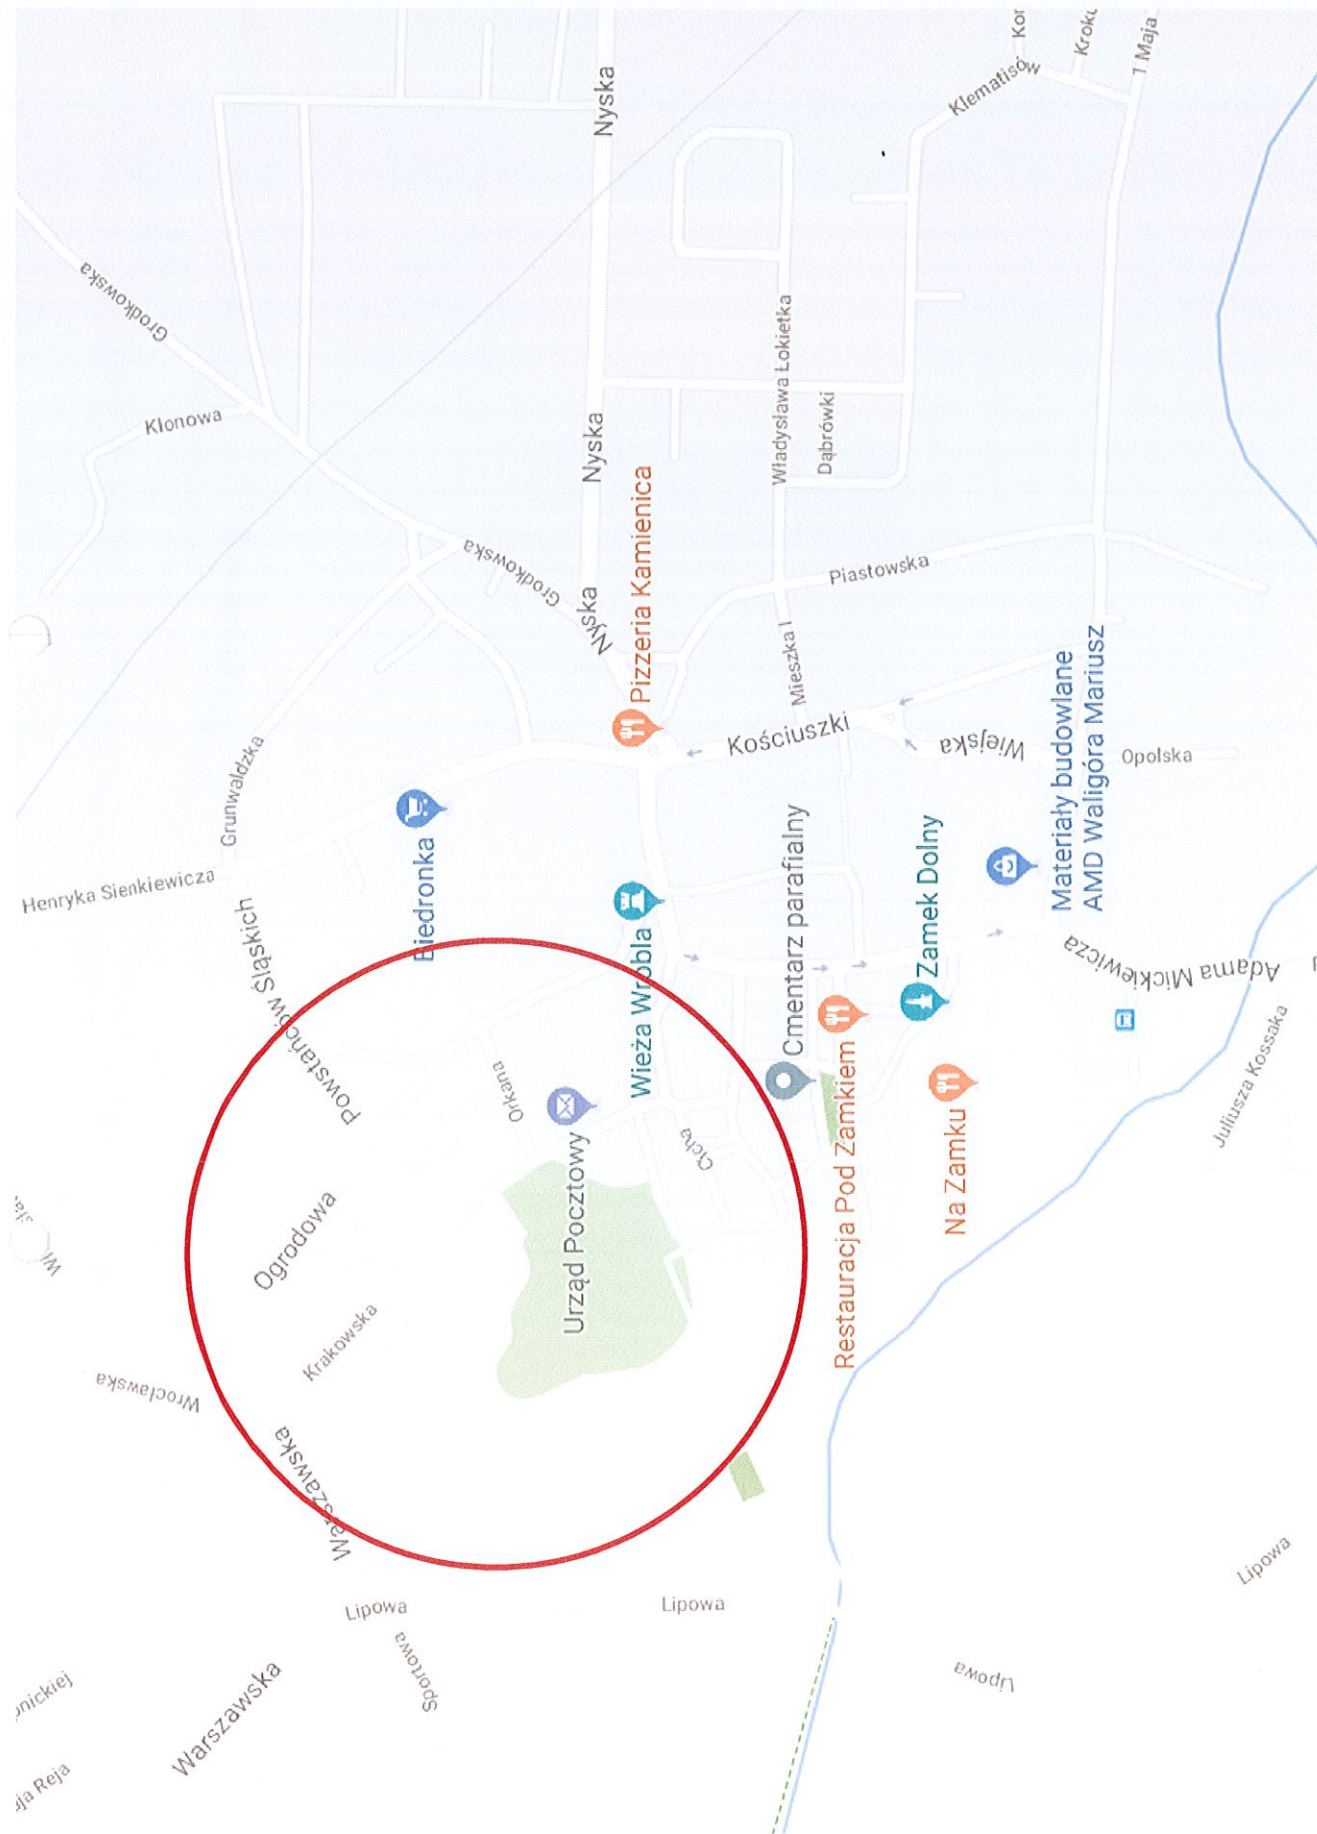 Reja
Henryka Sienkiewicza
Grodkowska
Wrocławska
Klonowa
Warszawska
Grunwaldzka
Powstańców Śląskich
Ogrodowa
Krakowska
Warszawska
Lipowa
Sportowa
Biedronka
Grodkowska
Orkana
Nyska
Nyska
Nyska
Urząd Pocztowy
Pizzeria Kamienica
Wieża Wróbla
Cicha
Lipowa
Władysława Łokietka
Dąbrówki
Mieszka I
Kościuszki
Cmentarz parafialny
Piastowska
Restauracja Pod Zamkiem
Zamek Dolny
Na Zamku
Wiejska
Klematisów
Lipowa
1 Maja
Materiały budowlane
AMD Waligóra Mariusz
Opolska
Adama Mickiewicza
Juliusza Kossaka
Lipowa